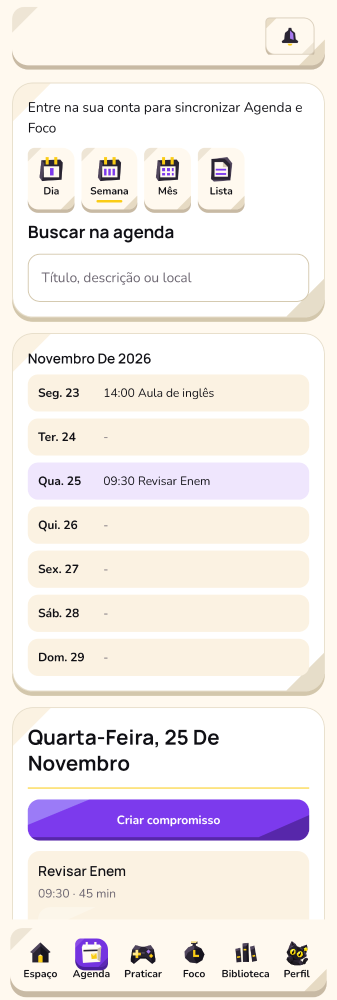 Entre na sua conta para sincronizar Agenda e
Foco
Dia
Semana
Mês
Lista
Buscar na agenda
Título, descrição ou local
Novembro De 2026
Seg. 23 14:00 Aula de inglês
Ter. 24 -
Qua. 25 09:30 Revisar Enem
Qui. 26 -
Sex. 27 -
Sáb. 28 -
Dom. 29 -
Quarta-Feira, 25 De
Novembro
Criar compromisso
Revisar Enem
09:30 · 45 min
Espaço
Agenda
Praticar
Foco
Biblioteca
Perfil